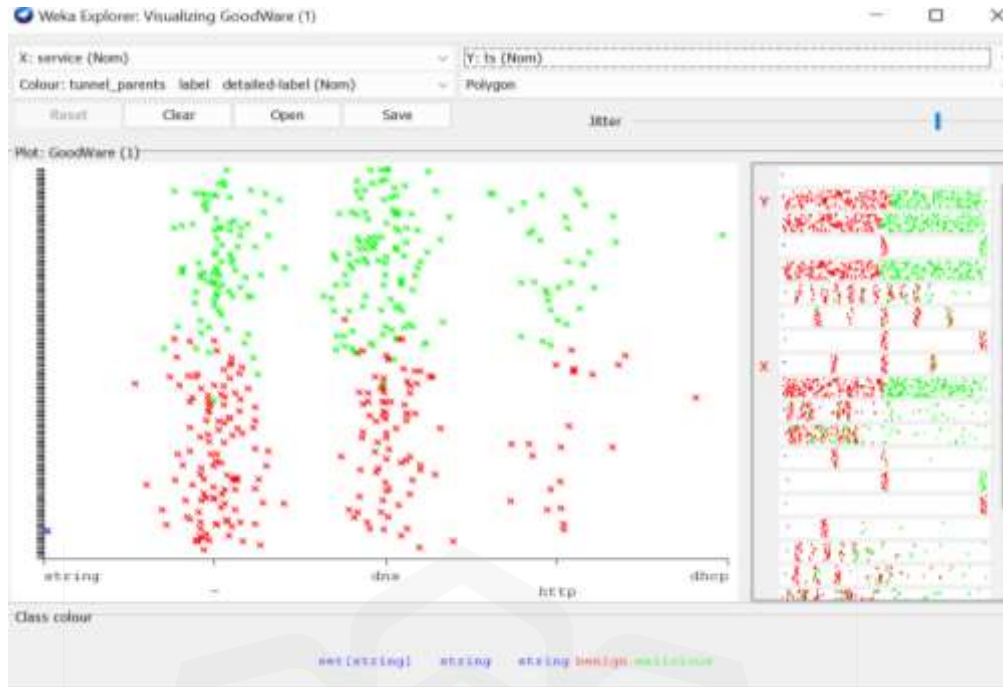 Weka Explorer: Visualizing GoodWare (1)
X: service (Nom)
Y: ts (Nom)
Colour: tunnel_parents label detailed-label (Nom)
Polygon
Reset
Clear
Open
Save
Jitter
Plot: GoodWare (1)
Y
X
string
-
dns
http
dhcp
Class colour
set[string] string string benign malicious